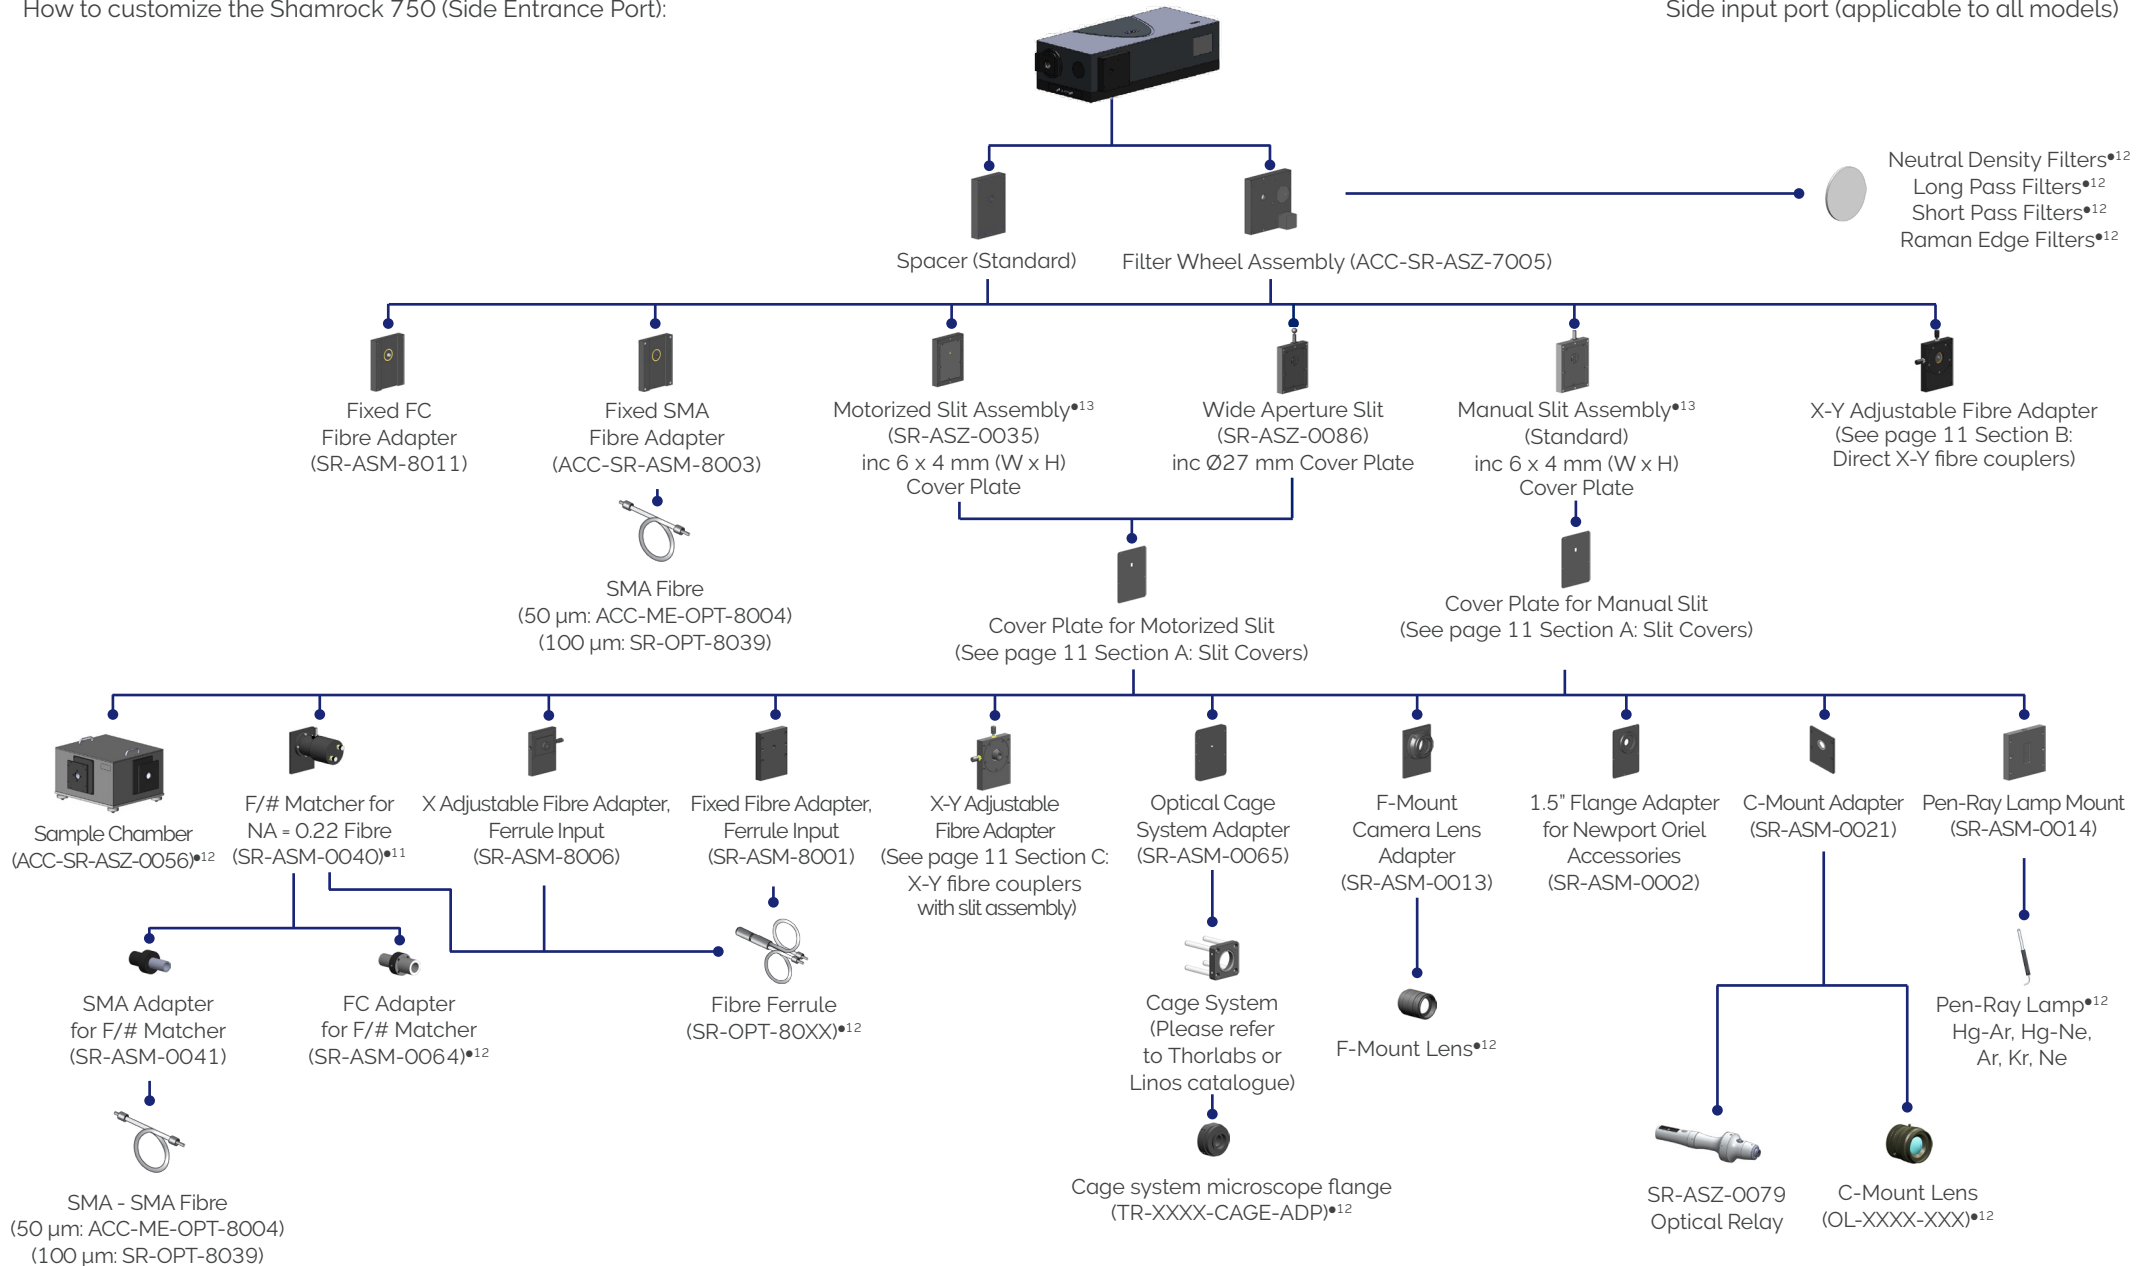 How to customize the Shamrock 750 (Side Entrance Port):
Side input port (applicable to all models)
Neutral Density Filters•12
Long Pass Filters•12
Short Pass Filters•12
Raman Edge Filters•12
Spacer (Standard)
Filter Wheel Assembly (ACC-SR-ASZ-7005)
Fixed FC
Fibre Adapter
(SR-ASM-8011)
Fixed SMA
Fibre Adapter
(ACC-SR-ASM-8003)
Motorized Slit Assembly•13
(SR-ASZ-0035)
inc 6 x 4 mm (W x H)
Cover Plate
Wide Aperture Slit
(SR-ASZ-0086)
inc Ø27 mm Cover Plate
Manual Slit Assembly•13
(Standard)
inc 6 x 4 mm (W x H)
Cover Plate
X-Y Adjustable Fibre Adapter
(See page 11 Section B:
Direct X-Y fibre couplers)
SMA Fibre
(50 µm: ACC-ME-OPT-8004)
(100 µm: SR-OPT-8039)
Cover Plate for Motorized Slit
(See page 11 Section A: Slit Covers)
Cover Plate for Manual Slit
(See page 11 Section A: Slit Covers)
Sample Chamber
(ACC-SR-ASZ-0056)•12
F/# Matcher for
NA = 0.22 Fibre
(SR-ASM-0040)•11
X Adjustable Fibre Adapter,
Ferrule Input
(SR-ASM-8006)
Fixed Fibre Adapter,
Ferrule Input
(SR-ASM-8001)
X-Y Adjustable
Fibre Adapter
(See page 11 Section C:
X-Y fibre couplers
with slit assembly)
Optical Cage
System Adapter
(SR-ASM-0065)
F-Mount
Camera Lens
Adapter
(SR-ASM-0013)
1.5" Flange Adapter
for Newport Oriel
Accessories
(SR-ASM-0002)
C-Mount Adapter
(SR-ASM-0021)
Pen-Ray Lamp Mount
(SR-ASM-0014)
SMA Adapter
for F/# Matcher
(SR-ASM-0041)
FC Adapter
for F/# Matcher
(SR-ASM-0064)•12
Fibre Ferrule
(SR-OPT-80XX)•12
Cage System
(Please refer
to Thorlabs or
Linos catalogue)
F-Mount Lens•12
Pen-Ray Lamp•12
Hg-Ar, Hg-Ne,
Ar, Kr, Ne
SMA - SMA Fibre
(50 µm: ACC-ME-OPT-8004)
(100 µm: SR-OPT-8039)
Cage system microscope flange
(TR-XXXX-CAGE-ADP)•12
SR-ASZ-0079
Optical Relay
C-Mount Lens
(OL-XXXX-XXX)•12